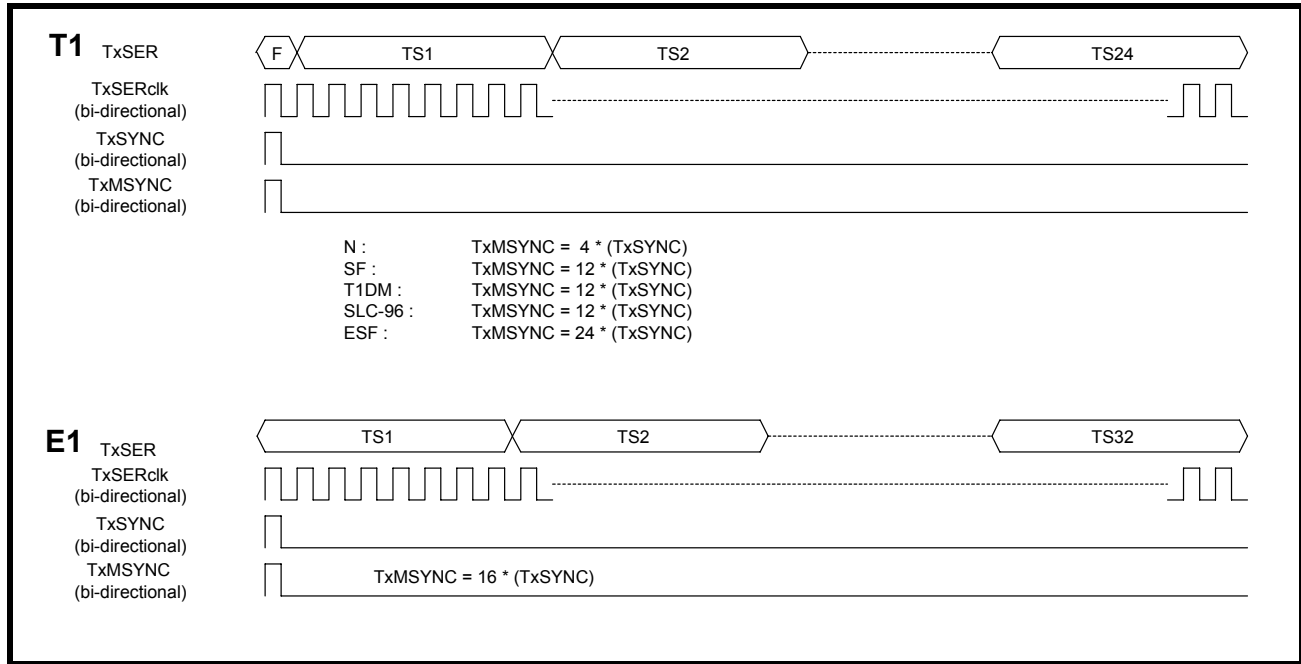 T1 TxSER F TS1 TS2 TS24
TxSERclk
(bi-directional)
TxSYNC
(bi-directional)
TxMSYNC
(bi-directional)
N : TxMSYNC = 4 * (TxSYNC)
SF : TxMSYNC = 12 * (TxSYNC)
T1DM : TxMSYNC = 12 * (TxSYNC)
SLC-96 : TxMSYNC = 12 * (TxSYNC)
ESF : TxMSYNC = 24 * (TxSYNC)
E1 TxSER TS1 TS2 TS32
TxSERclk
(bi-directional)
TxSYNC
(bi-directional)
TxMSYNC
(bi-directional)
TxMSYNC = 16 * (TxSYNC)